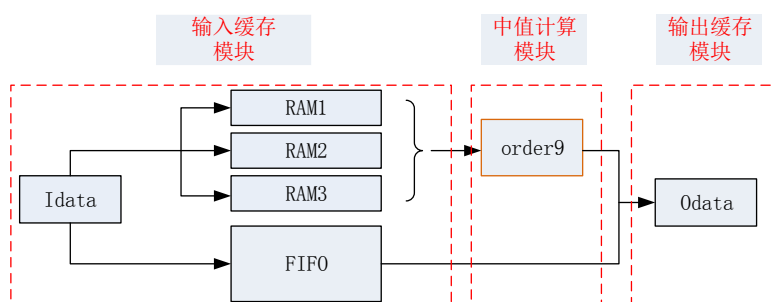 输入缓存
模块
中值计算
模块
输出缓存
模块
RAM1
RAM2
RAM3
order9
Idata
Odata
FIFO